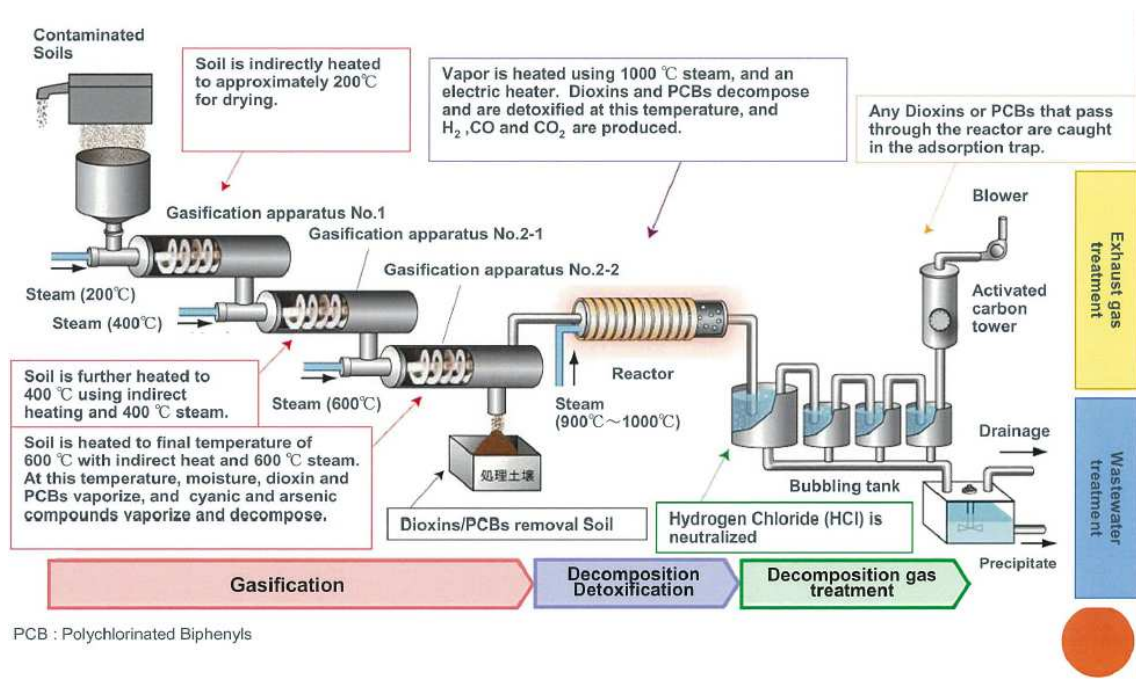 Contaminated
Soils
Soil is indirectly heated
to approximately 200℃
for drying.
Vapor is heated using 1000 ℃ steam, and an
electric heater. Dioxins and PCBs decompose
and are detoxified at this temperature, and
H2 ,CO and CO2 are produced.
Any Dioxins or PCBs that pass
through the reactor are caught
in the adsorption trap.
Gasification apparatus No.1
Gasification apparatus No.2-1
Gasification apparatus No.2-2
Steam (200℃)
Steam (400℃)
Steam (600℃)
Soil is further heated to
400 ℃ using indirect
heating and 400 ℃ steam.
Soil is heated to final temperature of
600 ℃ with indirect heat and 600 ℃ steam.
At this temperature, moisture, dioxin and
PCBs vaporize, and cyanic and arsenic
compounds vaporize and decompose.
処理土壌
Dioxins/PCBs removal Soil
Reactor
Steam
(900℃～1000℃)
Blower
Activated
carbon
tower
Exhaust gas
treatment
Bubbling tank
Hydrogen Chloride (HCl) is
neutralized
Drainage
Precipitate
Wastewater
treatment
Gasification
Decomposition
Detoxification
Decomposition gas
treatment
PCB : Polychlorinated Biphenyls